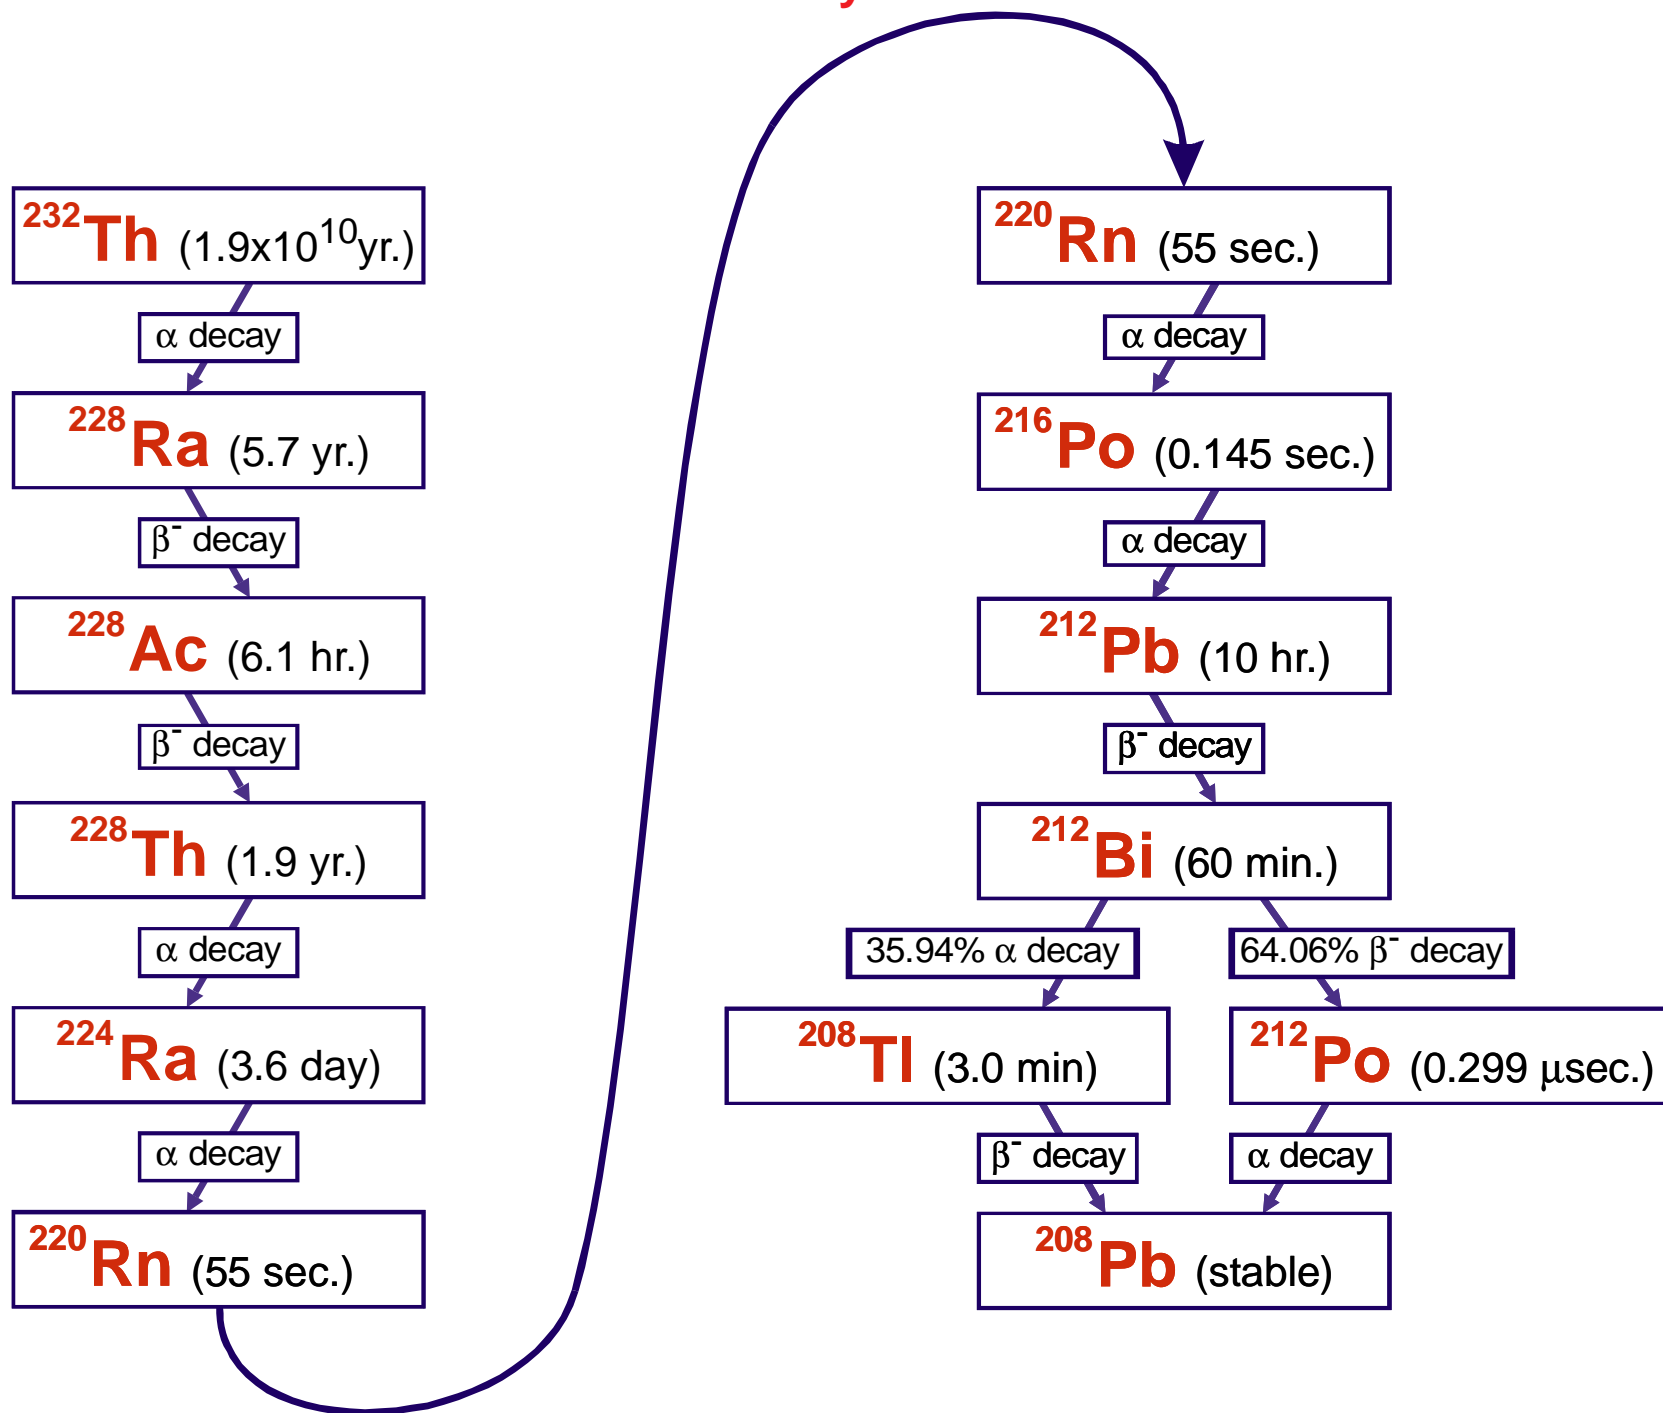 232Th (1.9x10^10yr.)
α decay
228Ra (5.7 yr.)
β- decay
228Ac (6.1 hr.)
β- decay
228Th (1.9 yr.)
α decay
224Ra (3.6 day)
α decay
220Rn (55 sec.)
220Rn (55 sec.)
α decay
216Po (0.145 sec.)
α decay
212Pb (10 hr.)
β- decay
212Bi (60 min.)
35.94% α decay
64.06% β- decay
208Tl (3.0 min)
212Po (0.299 μsec.)
β- decay
α decay
208Pb (stable)